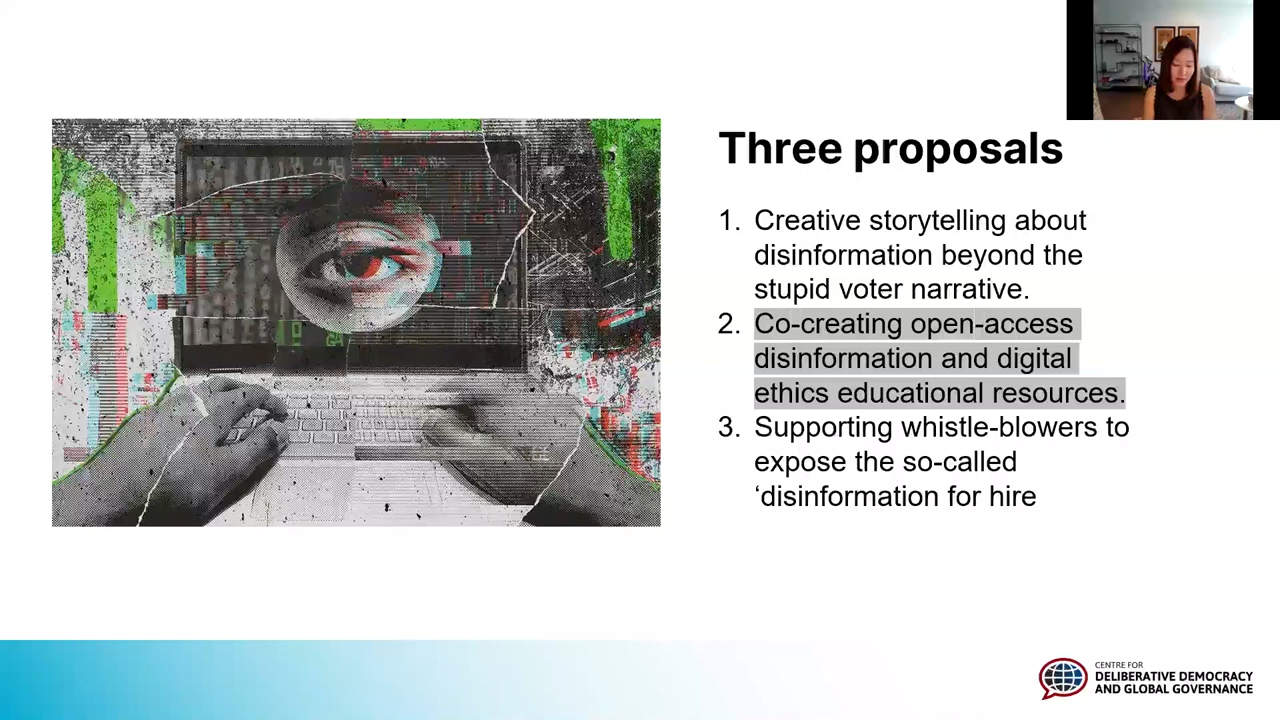 Three proposals
1. Creative storytelling about
disinformation beyond the
stupid voter narrative.
2. Co-creating open-access
disinformation and digital
ethics educational resources.
3. Supporting whistle-blowers to
expose the so-called
‘disinformation for hire
CENTRE FOR
DELIBERATIVE DEMOCRACY
AND GLOBAL GOVERNANCE